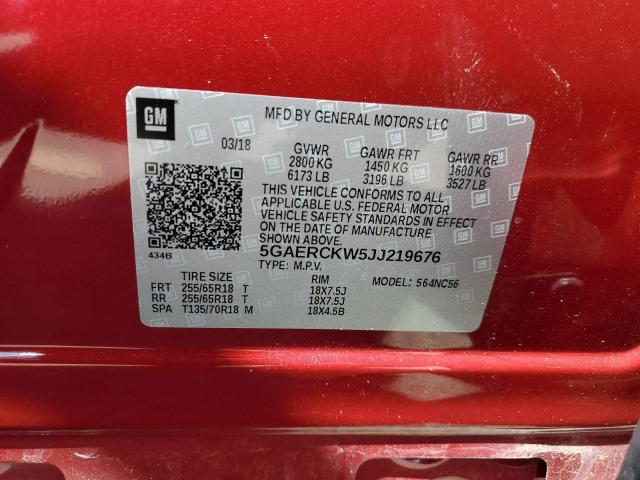 GM
MFD BY GENERAL MOTORS LLC
03/18 GVWR GAWR FRT GAWR RR
2800 KG 1450 KG 1600 KG
6173 LB 3196 LB 3527 LB
THIS VEHICLE CONFORMS TO ALL
APPLICABLE U.S. FEDERAL MOTOR
VEHICLE SAFETY STANDARDS IN EFFECT
ON THE DATE OF MANUFACTURE
SHOWN ABOVE.
434B 5GAERCKW5JJ219676
TYPE: M.P.V. MODEL: 564NC56
TIRE SIZE RIM
FRT 255/65R18 T 18X7.5J
RR 255/65R18 T 18X7.5J
SPA T135/70R18 M 18X4.5B